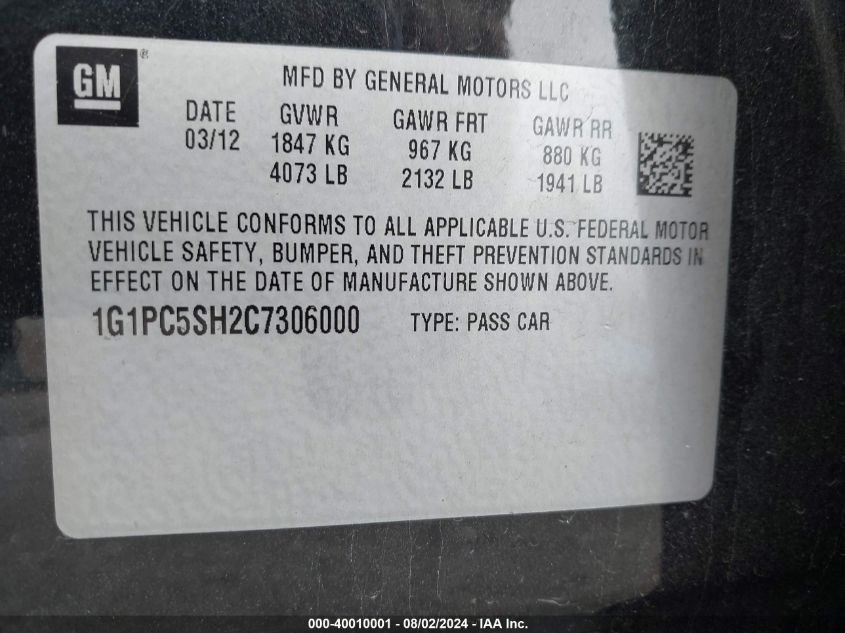 GM ®
MFD BY GENERAL MOTORS LLC
DATE GVWR GAWR FRT GAWR RR
03/12 1847 KG 967 KG 880 KG
4073 LB 2132 LB 1941 LB
THIS VEHICLE CONFORMS TO ALL APPLICABLE U.S. FEDERAL MOTOR
VEHICLE SAFETY, BUMPER, AND THEFT PREVENTION STANDARDS IN
EFFECT ON THE DATE OF MANUFACTURE SHOWN ABOVE.
1G1PC5SH2C7306000 TYPE: PASS CAR
000-40010001 - 08/02/2024 - IAA Inc.